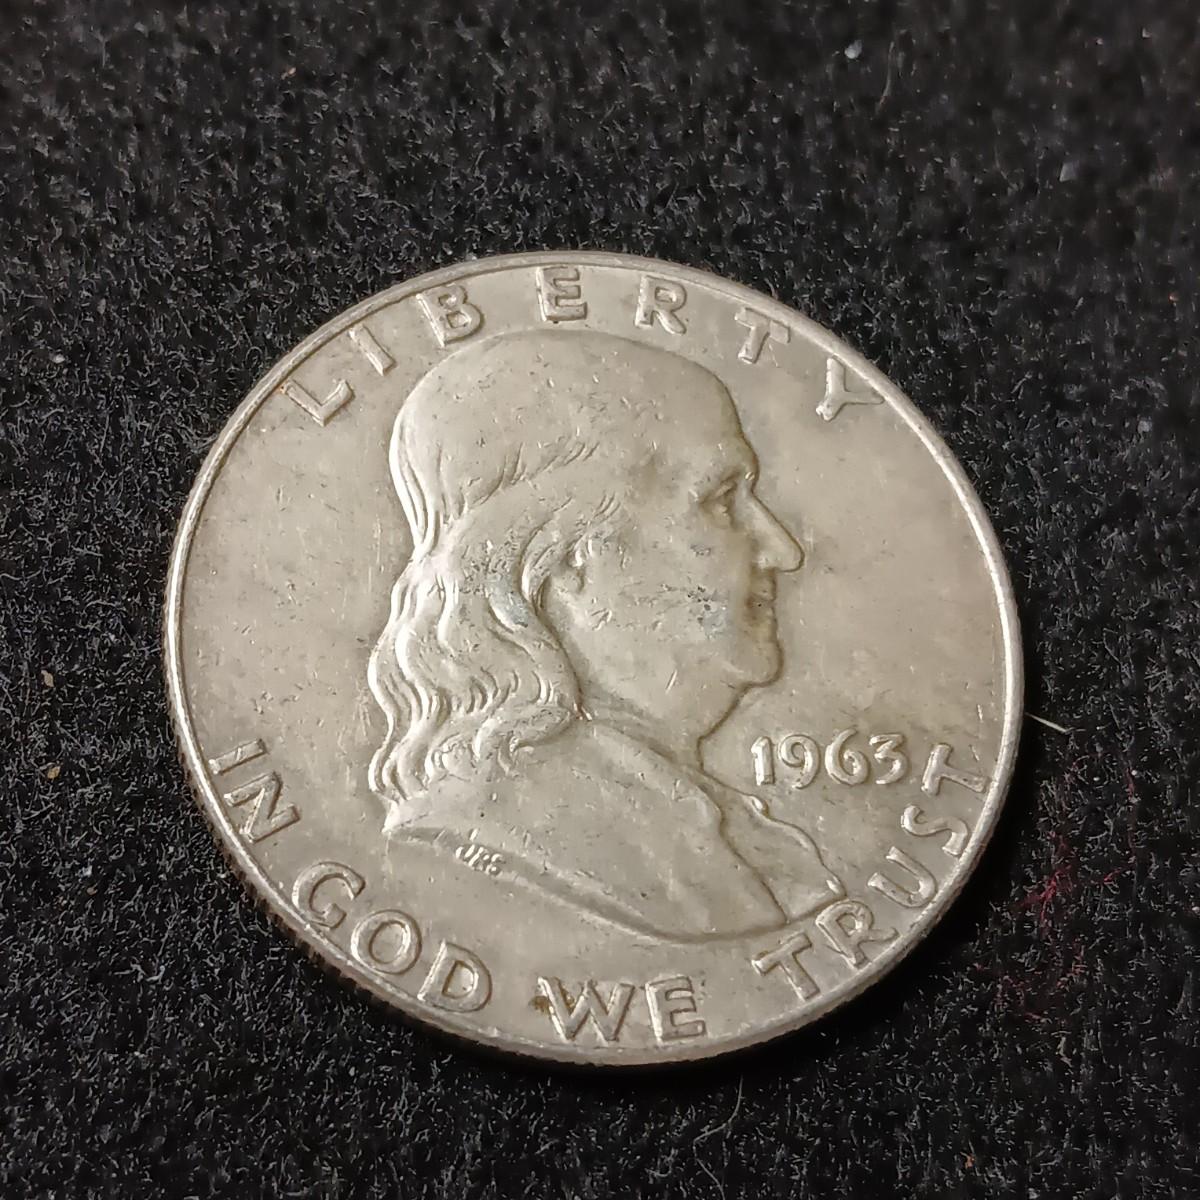 LIBERTY
1963
JRS
IN GOD WE TRUST